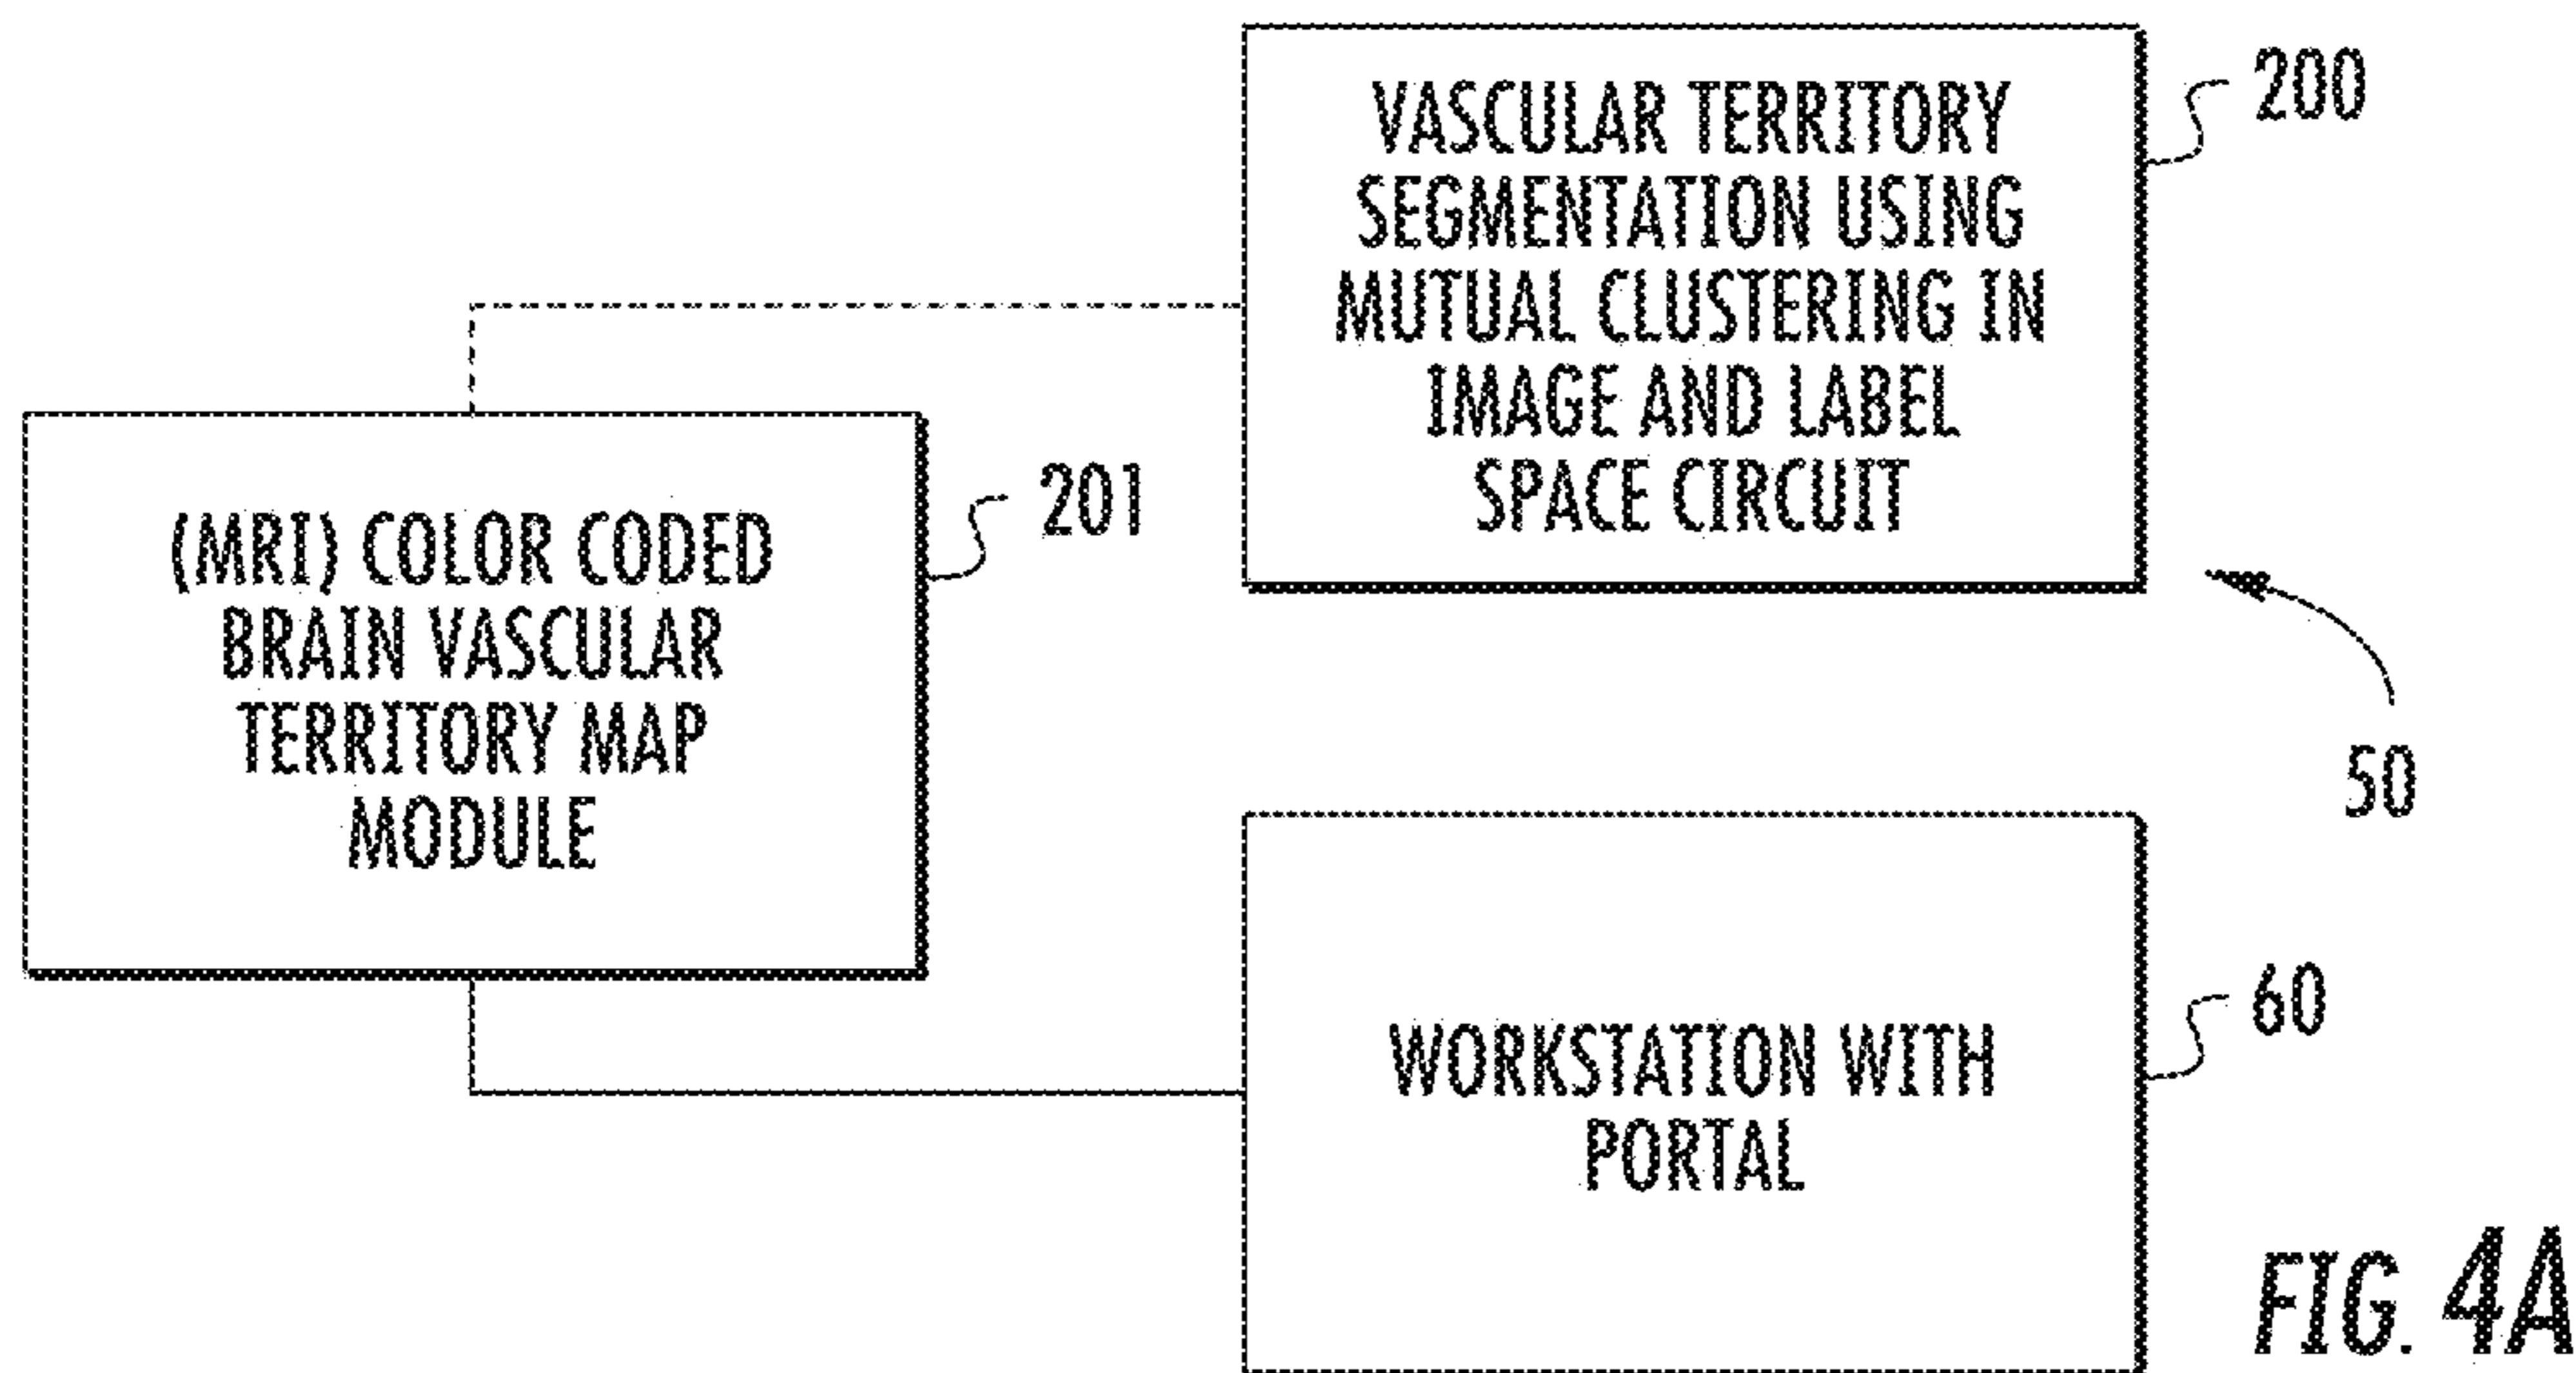 VASCULAR TERRITORY
SEGMENTATION USING
MUTUAL CLUSTERING IN
IMAGE AND LABEL
SPACE CIRCUIT
200
(MRI) COLOR CODED
BRAIN VASCULAR
TERRITORY MAP
MODULE
201
50
WORKSTATION WITH
PORTAL
60
FIG. 4A